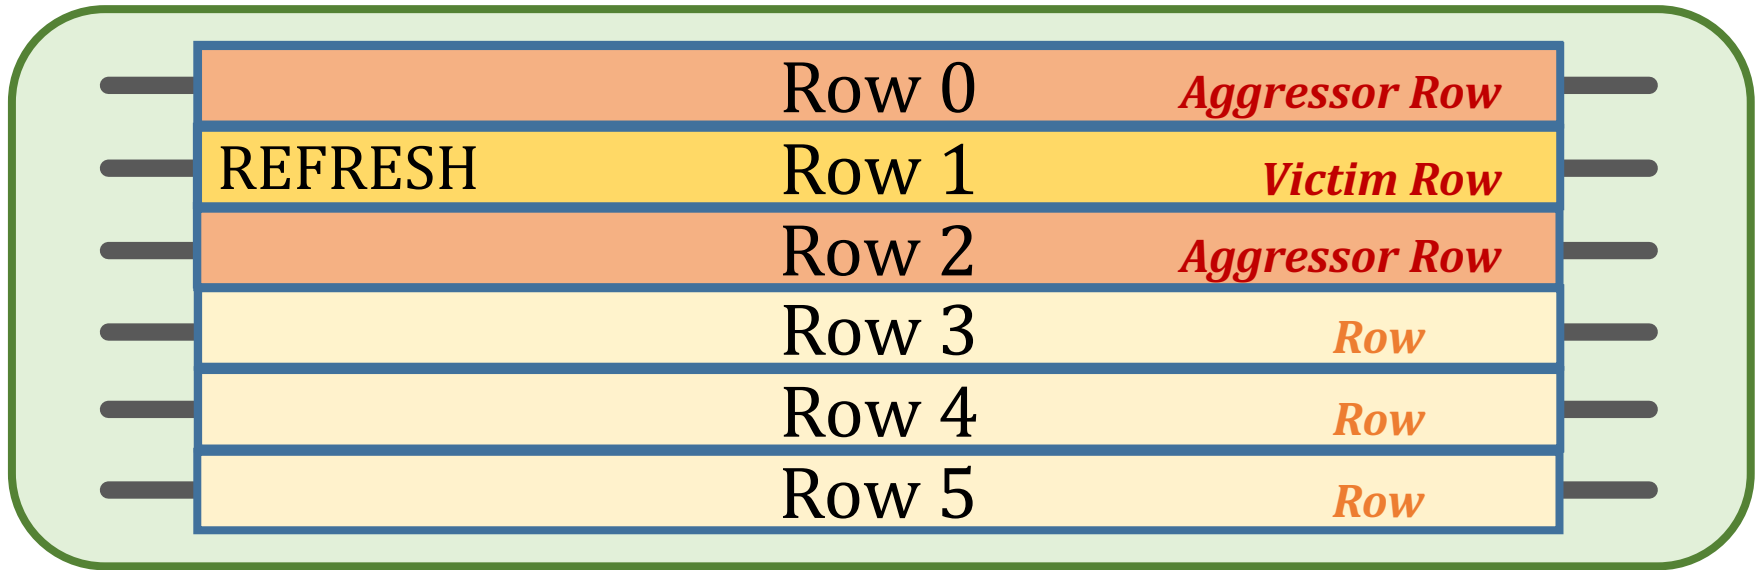 Row 0 Aggressor Row
REFRESH Row 1 Victim Row
Row 2 Aggressor Row
Row 3 Row
Row 4 Row
Row 5 Row